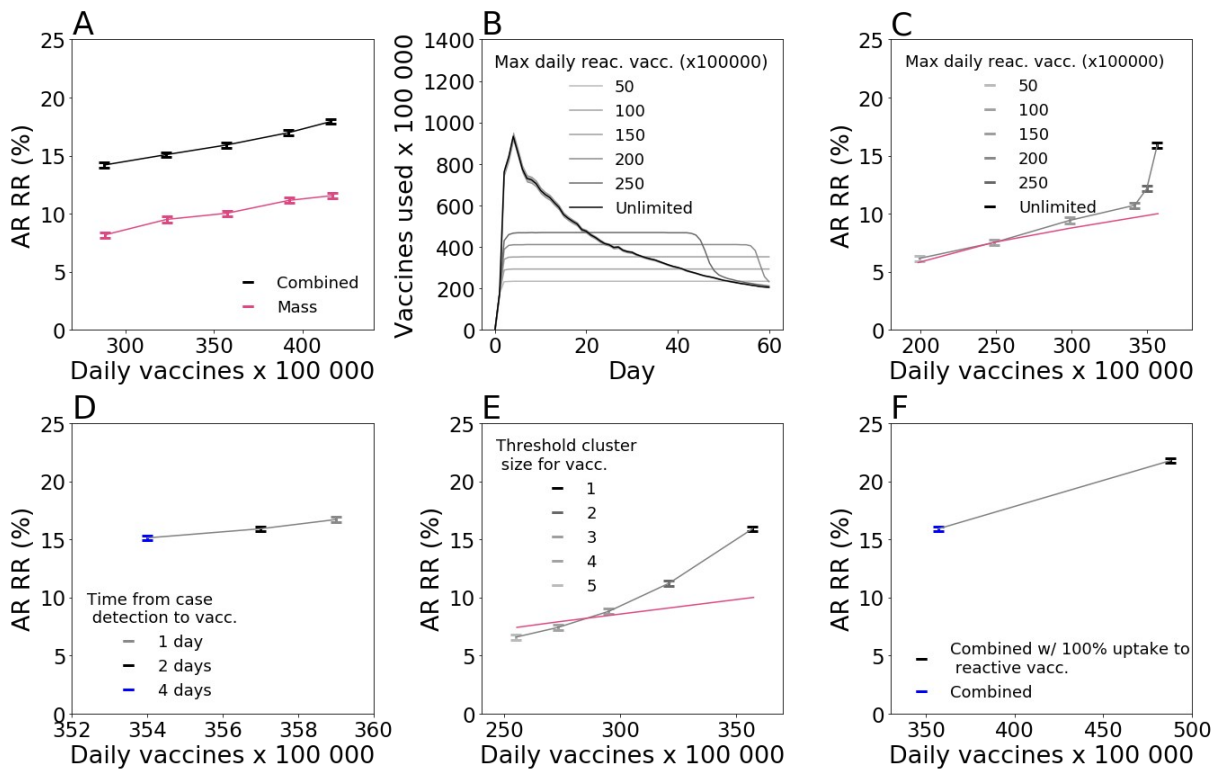 A
AR RR (%)
25
20
15
10
5
0
300
350
400
Daily vaccines x 100 000
Combined
Mass
B
Vaccines used x 100 000
1400
1200
1000
800
600
400
200
0
Max daily reac. vacc. (x100000)
50
100
150
200
250
Unlimited
0
20
40
60
Day
C
AR RR (%)
25
20
15
10
5
0
Max daily reac. vacc. (x100000)
50
100
150
200
250
Unlimited
200
250
300
350
Daily vaccines x 100 000
D
AR RR (%)
25
20
15
10
5
0
Time from case
detection to vacc.
1 day
2 days
4 days
352
354
356
358
360
Daily vaccines x 100 000
E
AR RR (%)
25
20
15
10
5
0
Threshold cluster
size for vacc.
1
2
3
4
5
250
300
350
Daily vaccines x 100 000
F
AR RR (%)
25
20
15
10
5
0
Combined w/ 100% uptake to
reactive vacc.
Combined
350
400
450
500
Daily vaccines x 100 000